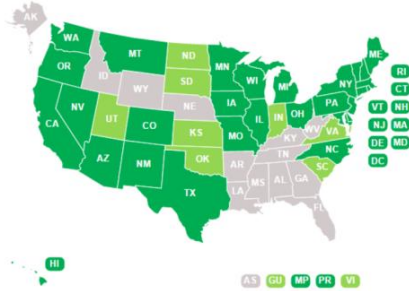 AK
WA
MT
ND
MN
ME
OR
ID
SD
WI
MI
NY
RI
WY
CT
IA
PA
NE
VT
NH
NV
IL
IN
OH
NJ
MA
UT
CO
WV
VA
DE
MD
CA
KS
MO
KY
NC
DC
TN
AZ
NM
OK
AR
SC
MS
AL
GA
TX
LA
FL
HI
AS
GU
MP
PR
VI